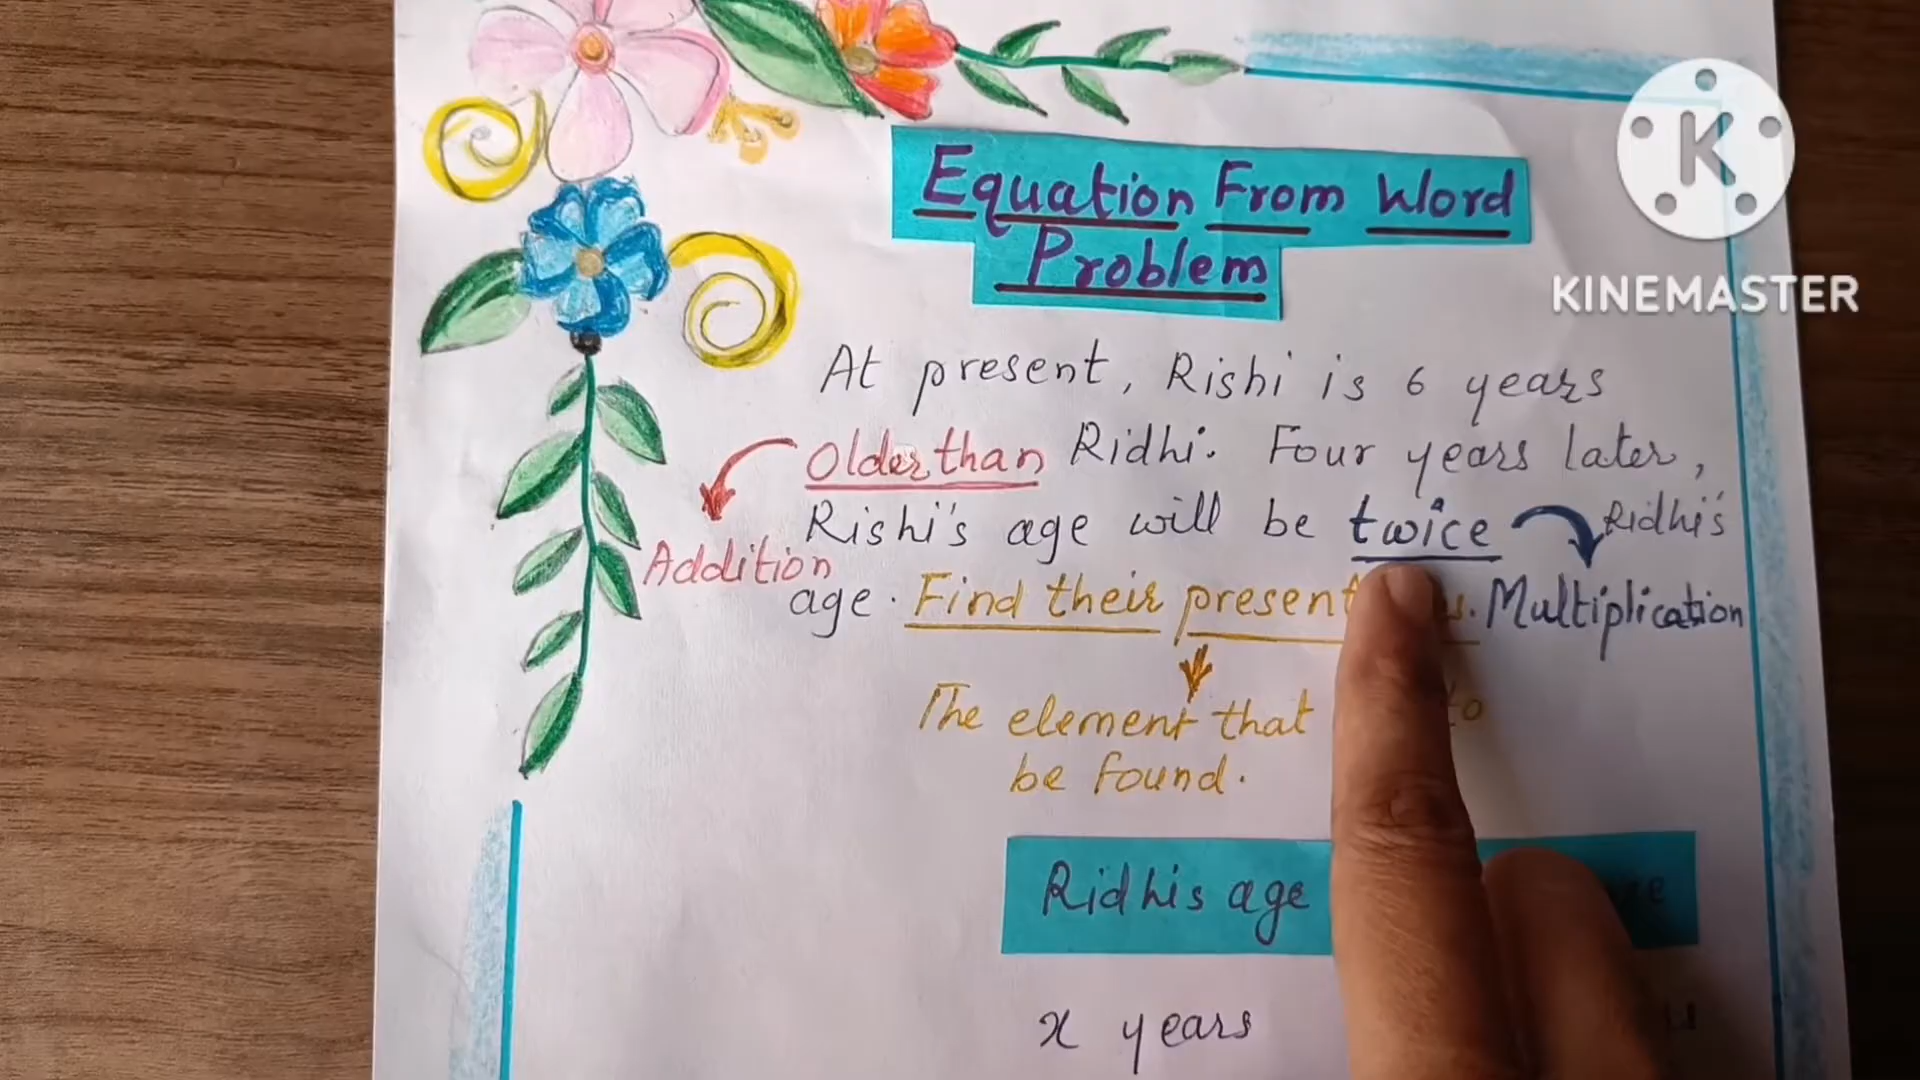 Equation From Word
Problem
K
KINEMASTER
At present, Rishi is 6 years
Older than Ridhi. Four years later,
Rishi's age will be twice Ridhi's
Addition
age. Find their present Multiplication
The element that to
be found.
Ridhis age
x years